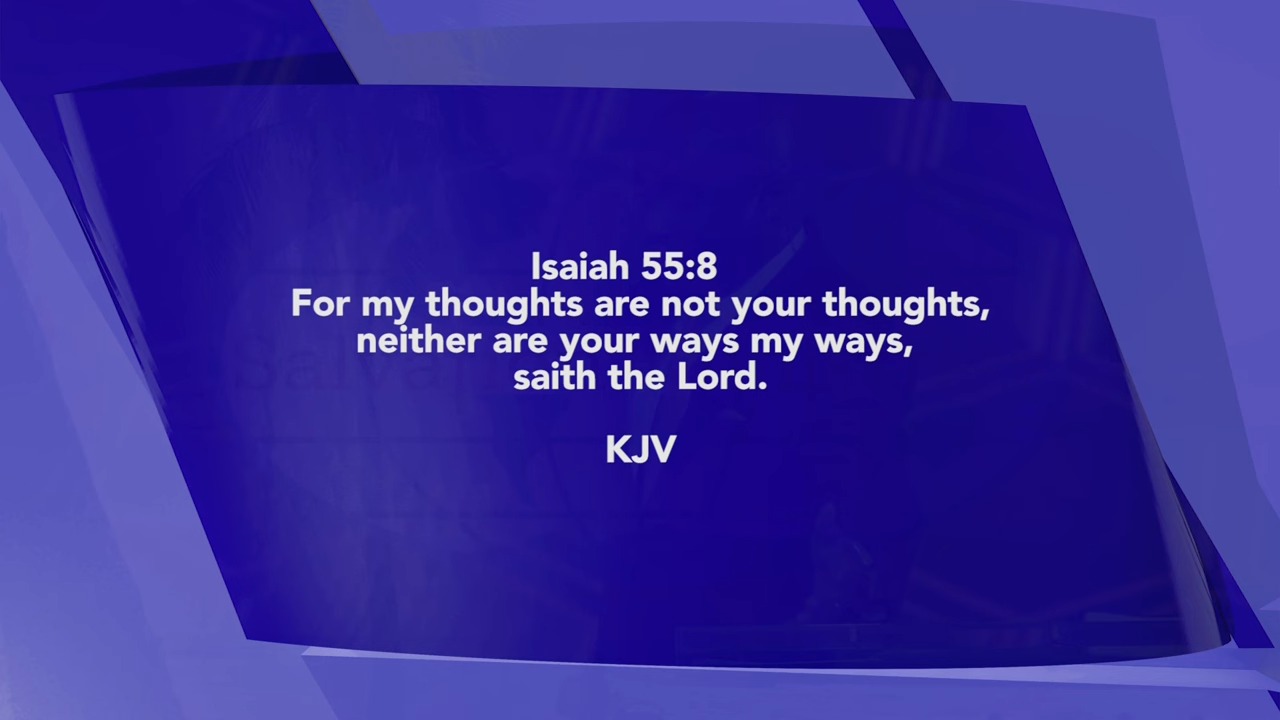 Isaiah 55:8
For my thoughts are not your thoughts,
neither are your ways my ways,
saith the Lord.
KJV